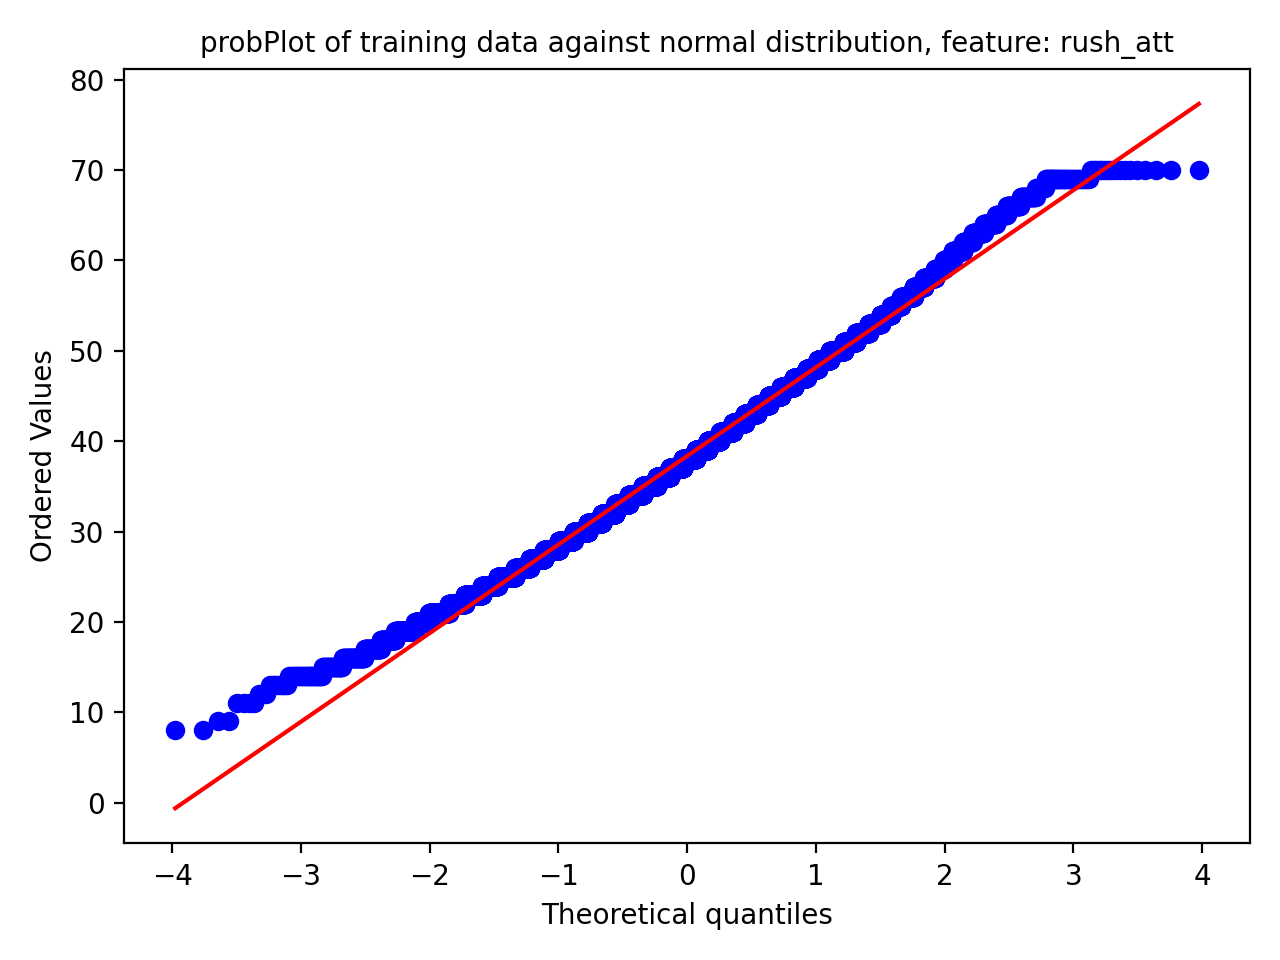 probPlot of training data against normal distribution, feature: rush_att
80
70
60
50
40
30
20
10
0
Ordered Values
−4 −3 −2 −1 0 1 2 3 4
Theoretical quantiles